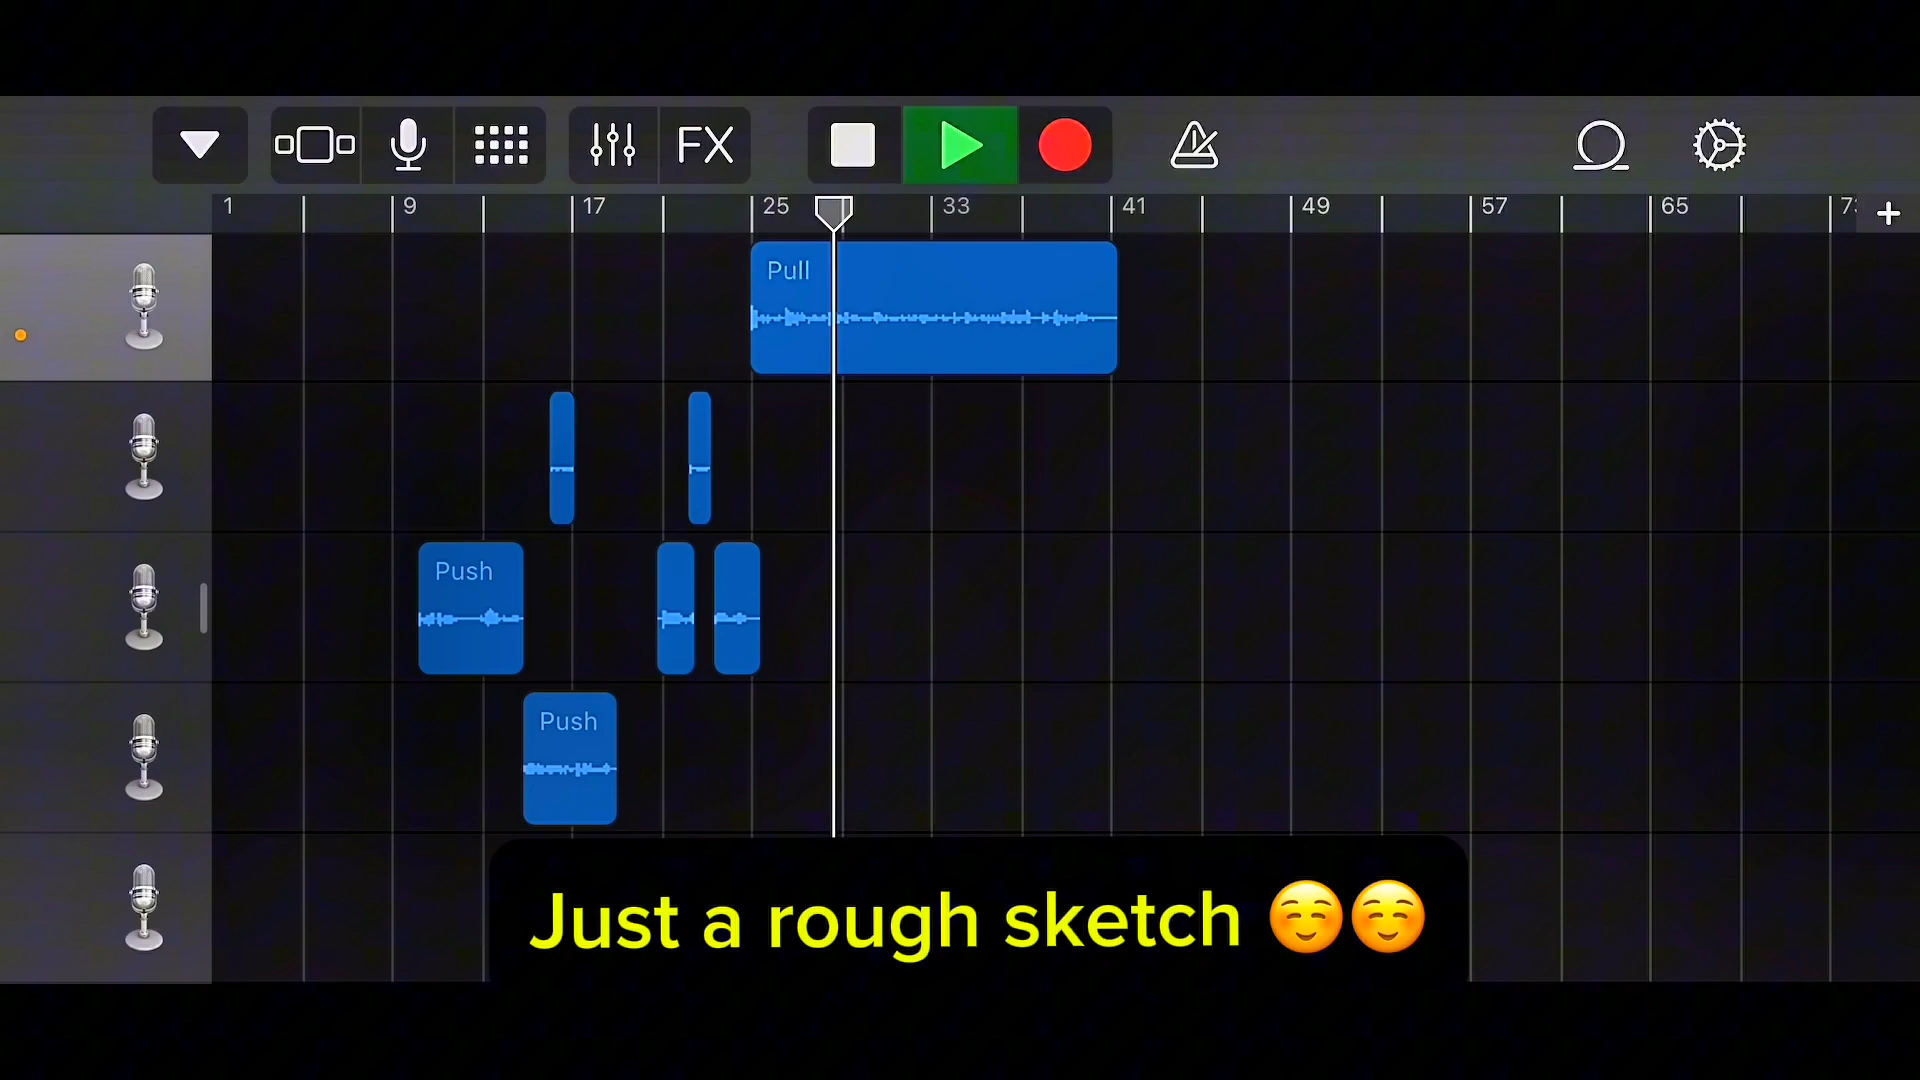 FX
1 9 17 25 33 41 49 57 65
Pull
Push
Push
Just a rough sketch ☺️☺️